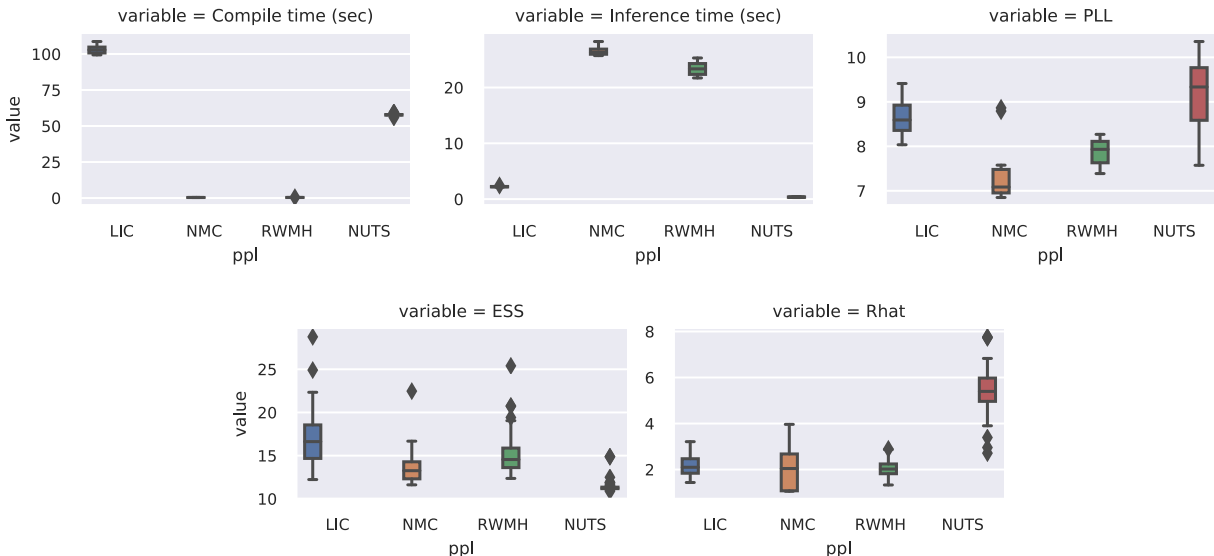 variable = Compile time (sec)
variable = Inference time (sec)
variable = PLL
value
100
75
50
25
0
LIC NMC RWMH NUTS
ppl
20
10
0
LIC NMC RWMH NUTS
ppl
10
9
8
7
LIC NMC RWMH NUTS
ppl
variable = ESS
variable = Rhat
value
25
20
15
10
LIC NMC RWMH NUTS
ppl
8
6
4
2
LIC NMC RWMH NUTS
ppl